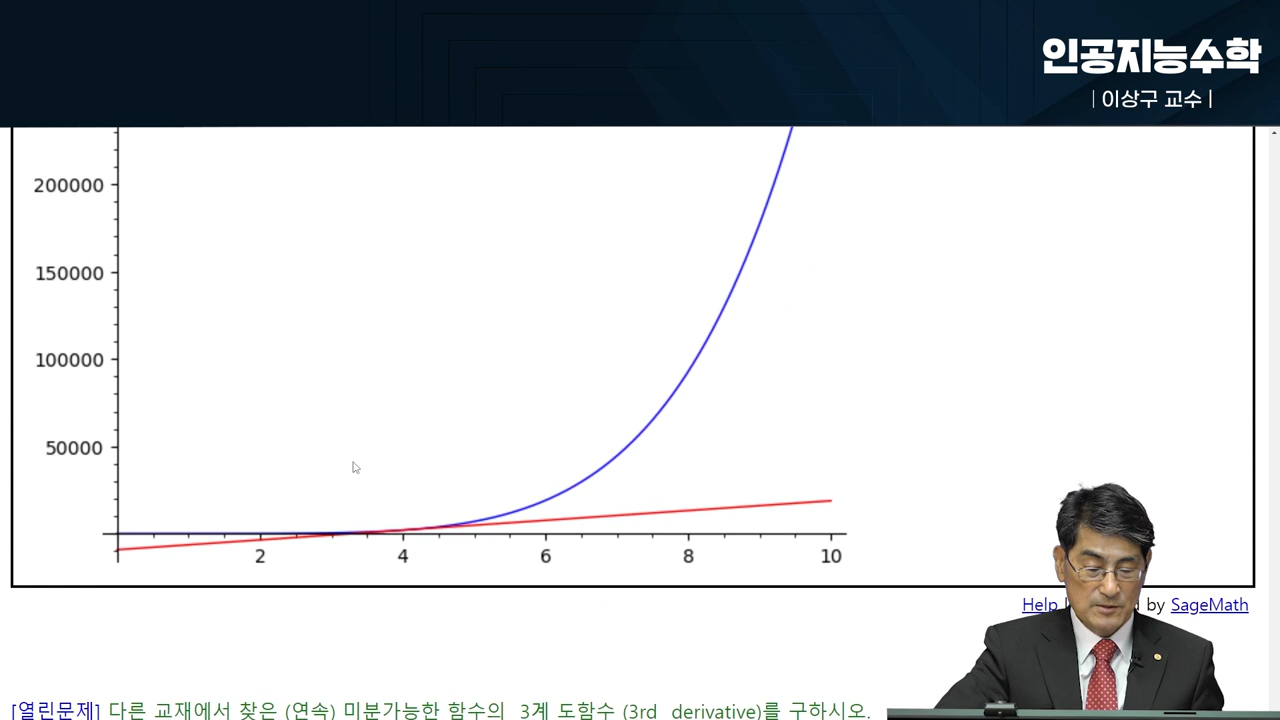 인공지능수학
| 이상구 교수 |
200000
150000
100000
50000
2 4 6 8 10
Help by SageMath
[열린문제] 다른 교재에서 찾은 (연속) 미분가능한 함수의 3계 도함수 (3rd derivative)를 구하시오.